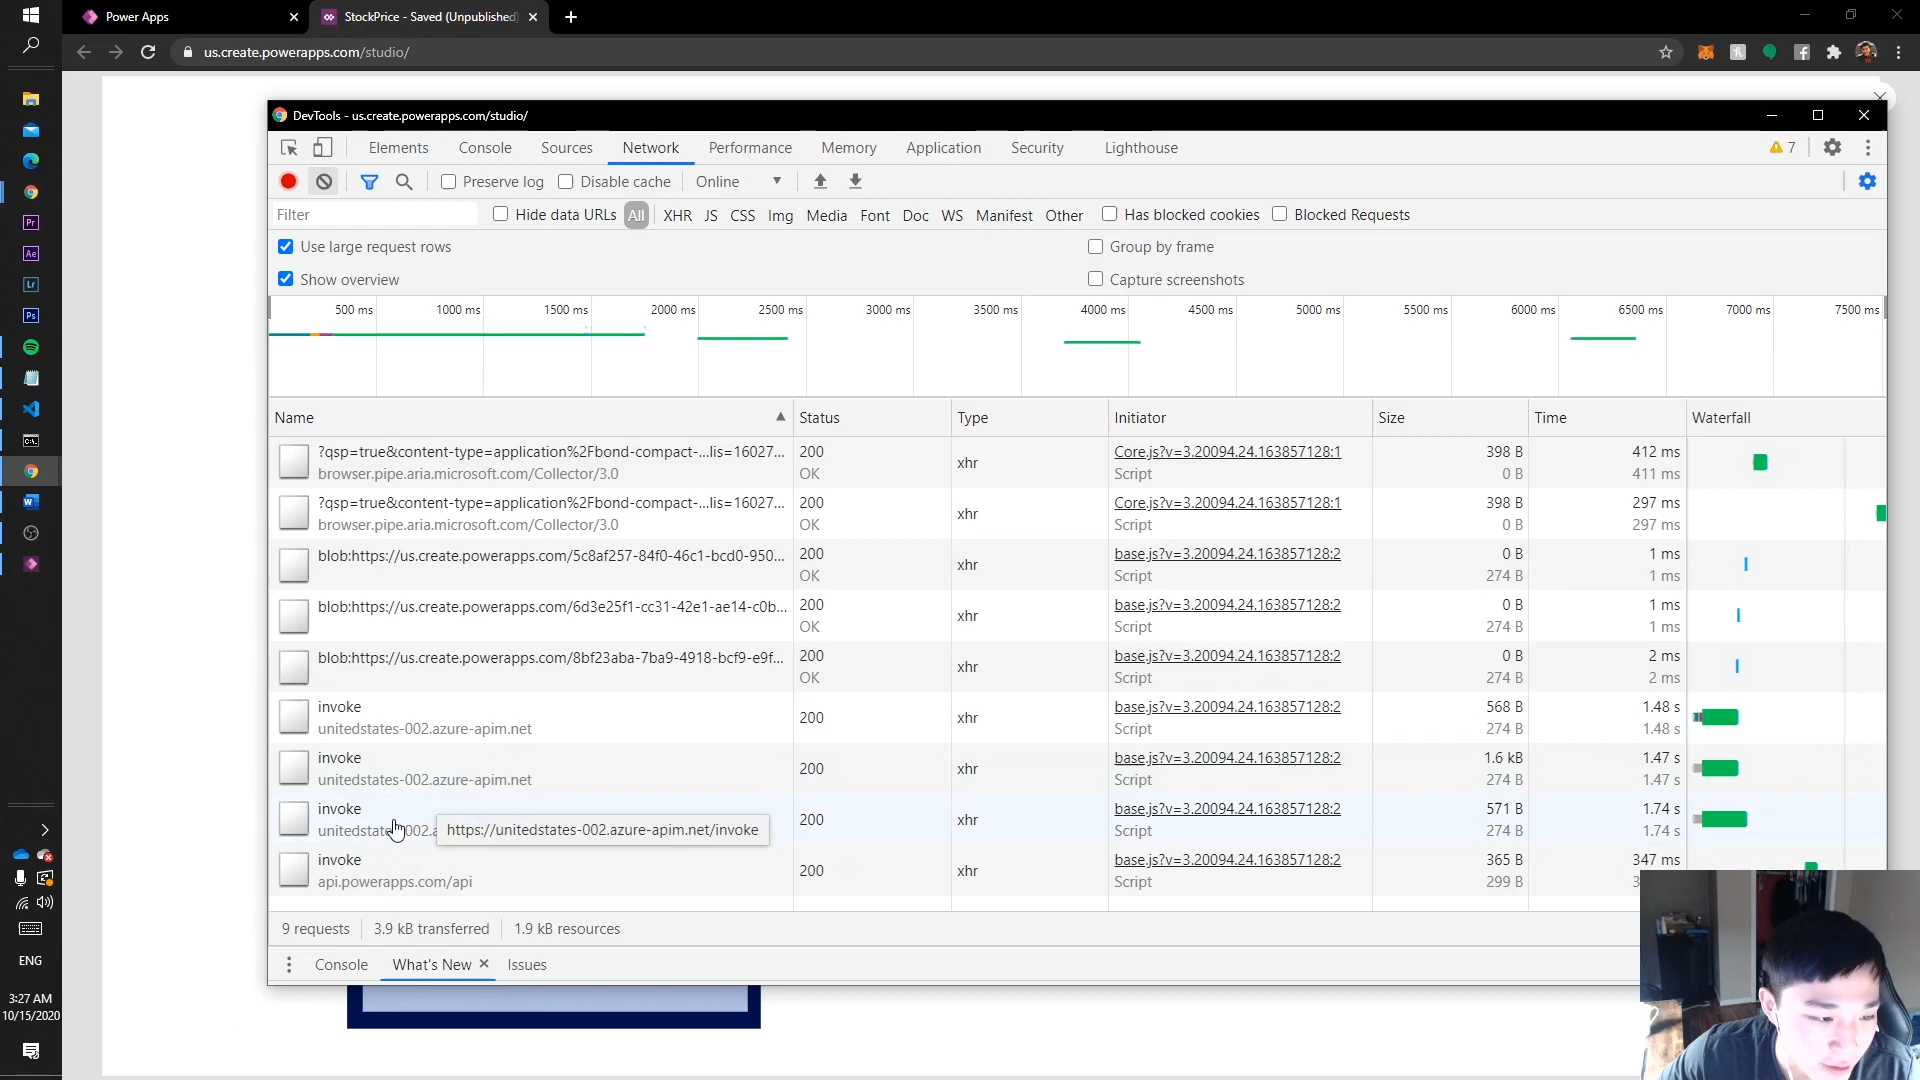 Power Apps
StockPrice - Saved (Unpublished)
us.create.powerapps.com/studio/
DevTools - us.create.powerapps.com/studio/
Elements Console Sources Network Performance Memory Application Security Lighthouse 7
Preserve log Disable cache Online
Filter Hide data URLs All XHR JS CSS Img Media Font Doc WS Manifest Other Has blocked cookies Blocked Requests
Use large request rows Group by frame
Show overview Capture screenshots
500 ms 1000 ms 1500 ms 2000 ms 2500 ms 3000 ms 3500 ms 4000 ms 4500 ms 5000 ms 5500 ms 6000 ms 6500 ms 7000 ms 7500 ms
Name Status Type Initiator Size Time Waterfall
?qsp=true&content-type=application%2Fbond-compact-...lis=16027... 200 xhr Core.js?v=3.20094.24.163857128:1 398 B 412 ms
browser.pipe.aria.microsoft.com/Collector/3.0 OK Script 0 B 411 ms
?qsp=true&content-type=application%2Fbond-compact-...lis=16027... 200 xhr Core.js?v=3.20094.24.163857128:1 398 B 297 ms
browser.pipe.aria.microsoft.com/Collector/3.0 OK Script 0 B 297 ms
blob:https://us.create.powerapps.com/5c8af257-84f0-46c1-bcd0-950... 200 xhr base.js?v=3.20094.24.163857128:2 0 B 1 ms
OK Script 274 B 1 ms
blob:https://us.create.powerapps.com/6d3e25f1-cc31-42e1-ae14-c0b... 200 xhr base.js?v=3.20094.24.163857128:2 0 B 1 ms
OK Script 274 B 1 ms
blob:https://us.create.powerapps.com/8bf23aba-7ba9-4918-bcf9-e9f... 200 xhr base.js?v=3.20094.24.163857128:2 0 B 2 ms
OK Script 274 B 2 ms
invoke 200 xhr base.js?v=3.20094.24.163857128:2 568 B 1.48 s
unitedstates-002.azure-apim.net Script 274 B 1.48 s
invoke 200 xhr base.js?v=3.20094.24.163857128:2 1.6 kB 1.47 s
unitedstates-002.azure-apim.net Script 274 B 1.47 s
invoke 200 xhr base.js?v=3.20094.24.163857128:2 571 B 1.74 s
unitedstates-002.a https://unitedstates-002.azure-apim.net/invoke Script 274 B 1.74 s
invoke 200 xhr base.js?v=3.20094.24.163857128:2 365 B 347 ms
api.powerapps.com/api Script 299 B 3
9 requests 3.9 kB transferred 1.9 kB resources
Console What's New Issues
Pr
Ae
Lr
Ps
W
ENG
3:27 AM
10/15/2020